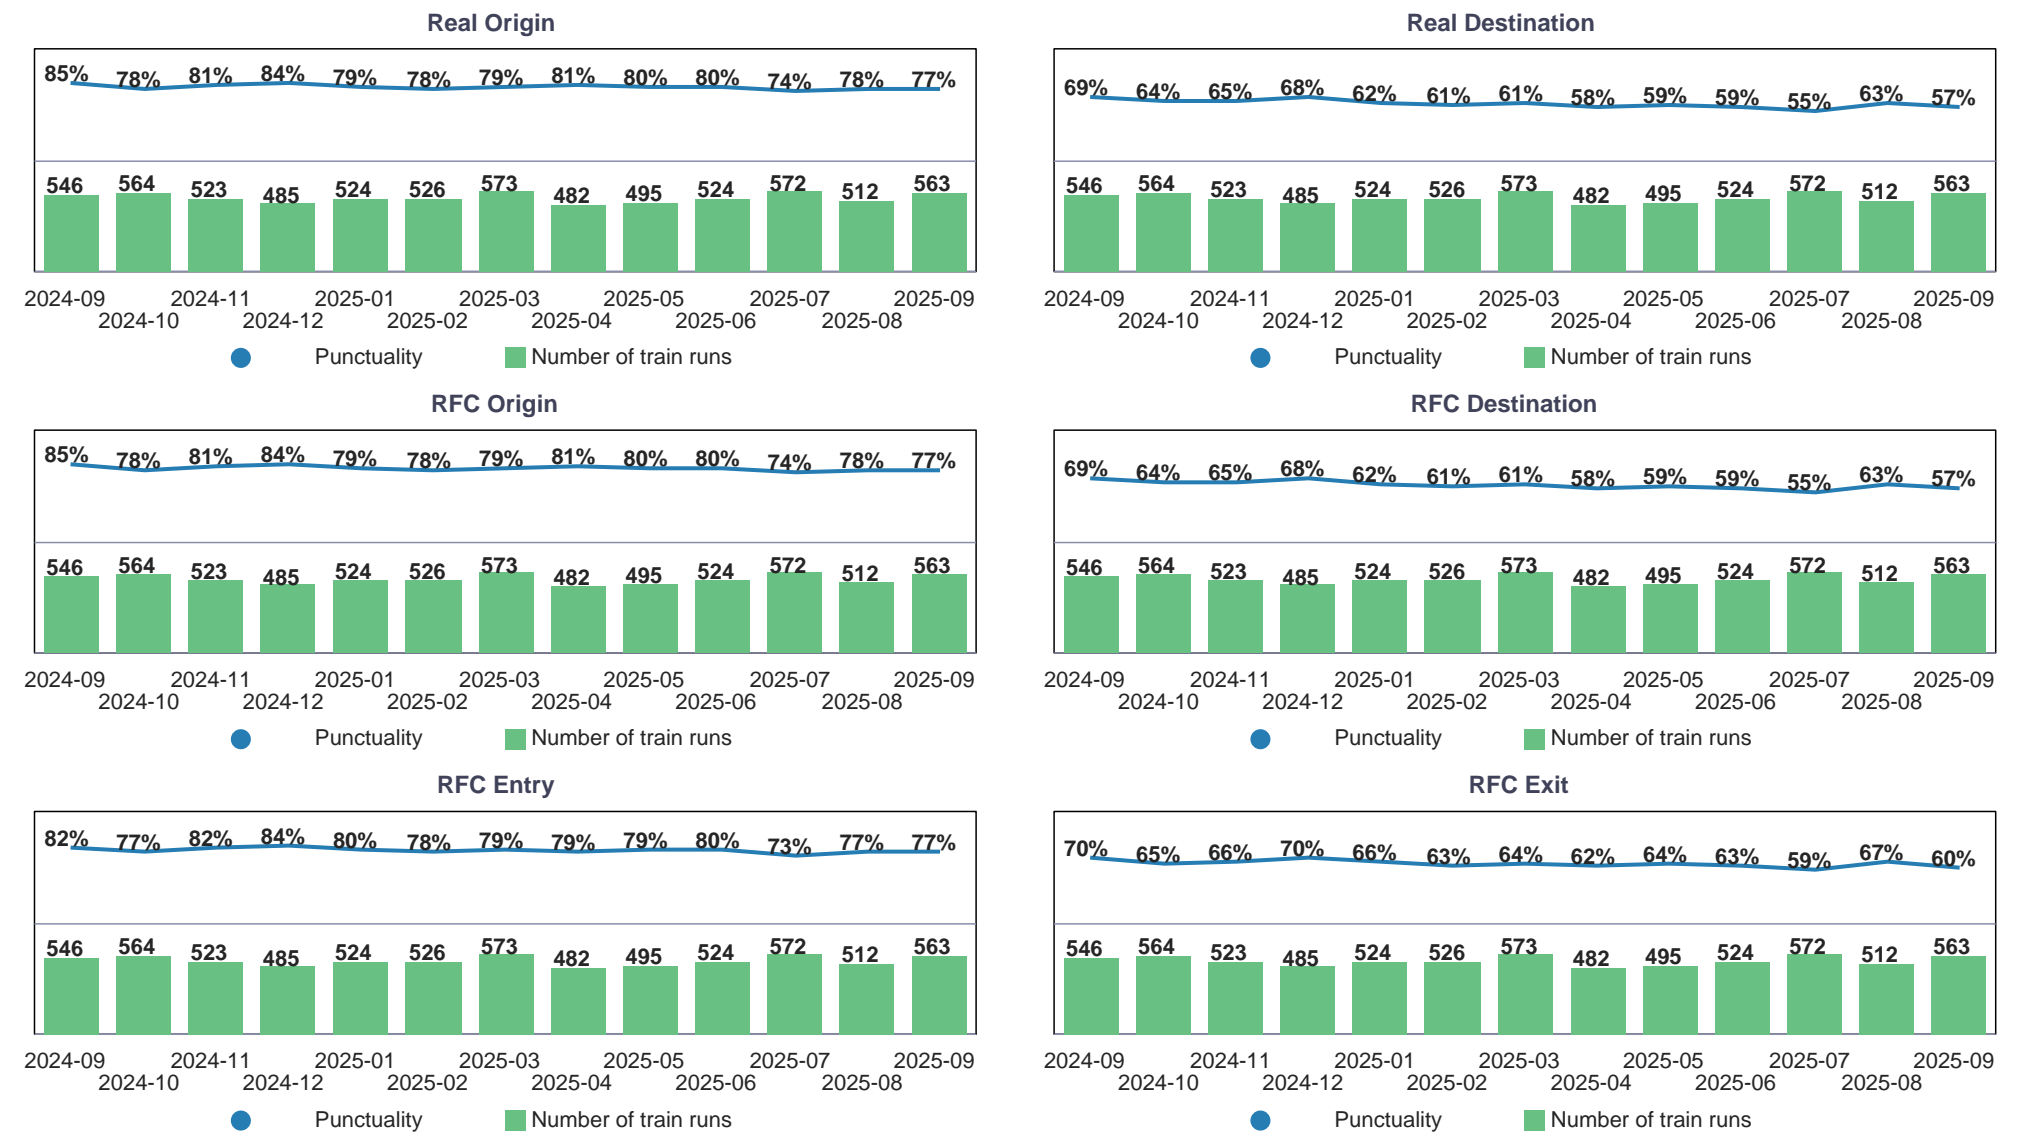 Real Origin
85% 78% 81% 84% 79% 78% 79% 81% 80% 80% 74% 78% 77%
546 564 523 485 524 526 573 482 495 524 572 512 563
2024-09 2024-11 2025-01 2025-03 2025-05 2025-07 2025-09
2024-10 2024-12 2025-02 2025-04 2025-06 2025-08
Punctuality Number of train runs
Real Destination
69% 64% 65% 68% 62% 61% 61% 58% 59% 59% 55% 63% 57%
546 564 523 485 524 526 573 482 495 524 572 512 563
2024-09 2024-11 2025-01 2025-03 2025-05 2025-07 2025-09
2024-10 2024-12 2025-02 2025-04 2025-06 2025-08
Punctuality Number of train runs
RFC Origin
85% 78% 81% 84% 79% 78% 79% 81% 80% 80% 74% 78% 77%
546 564 523 485 524 526 573 482 495 524 572 512 563
2024-09 2024-11 2025-01 2025-03 2025-05 2025-07 2025-09
2024-10 2024-12 2025-02 2025-04 2025-06 2025-08
Punctuality Number of train runs
RFC Destination
69% 64% 65% 68% 62% 61% 61% 58% 59% 59% 55% 63% 57%
546 564 523 485 524 526 573 482 495 524 572 512 563
2024-09 2024-11 2025-01 2025-03 2025-05 2025-07 2025-09
2024-10 2024-12 2025-02 2025-04 2025-06 2025-08
Punctuality Number of train runs
RFC Entry
82% 77% 82% 84% 80% 78% 79% 79% 79% 80% 73% 77% 77%
546 564 523 485 524 526 573 482 495 524 572 512 563
2024-09 2024-11 2025-01 2025-03 2025-05 2025-07 2025-09
2024-10 2024-12 2025-02 2025-04 2025-06 2025-08
Punctuality Number of train runs
RFC Exit
70% 65% 66% 70% 66% 63% 64% 62% 64% 63% 59% 67% 60%
546 564 523 485 524 526 573 482 495 524 572 512 563
2024-09 2024-11 2025-01 2025-03 2025-05 2025-07 2025-09
2024-10 2024-12 2025-02 2025-04 2025-06 2025-08
Punctuality Number of train runs